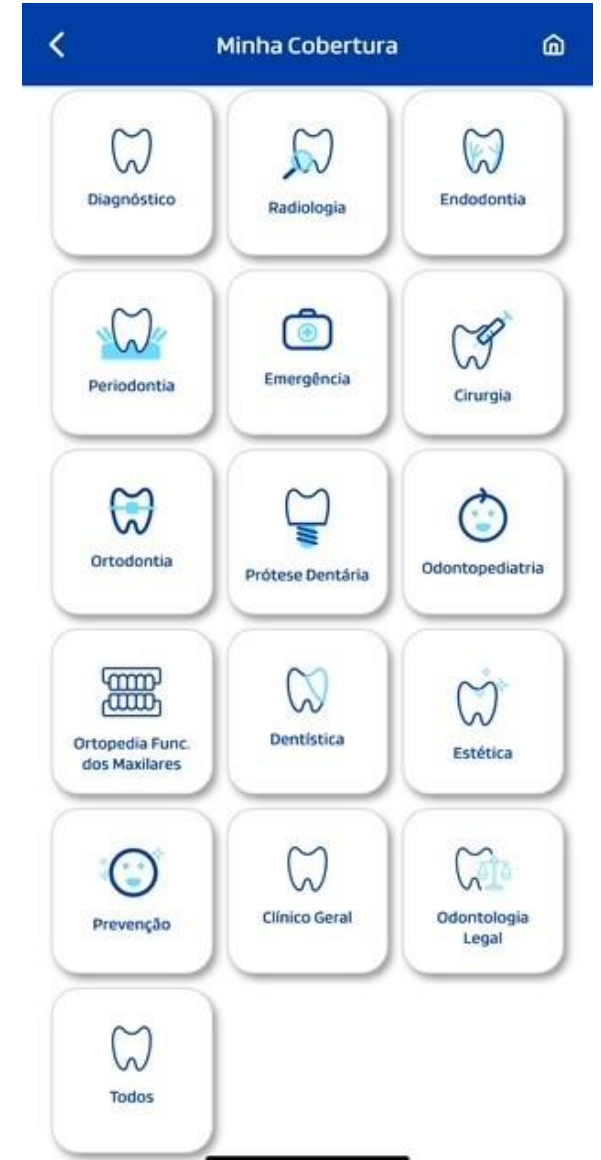 Minha Cobertura
Diagnóstico
Radiologia
Endodontia
Periodontia
Emergência
Cirurgia
Ortodontia
Prótese Dentária
Odontopediatria
Ortopedia Func.
dos Maxilares
Dentística
Estética
Prevenção
Clínico Geral
Odontologia
Legal
Todos